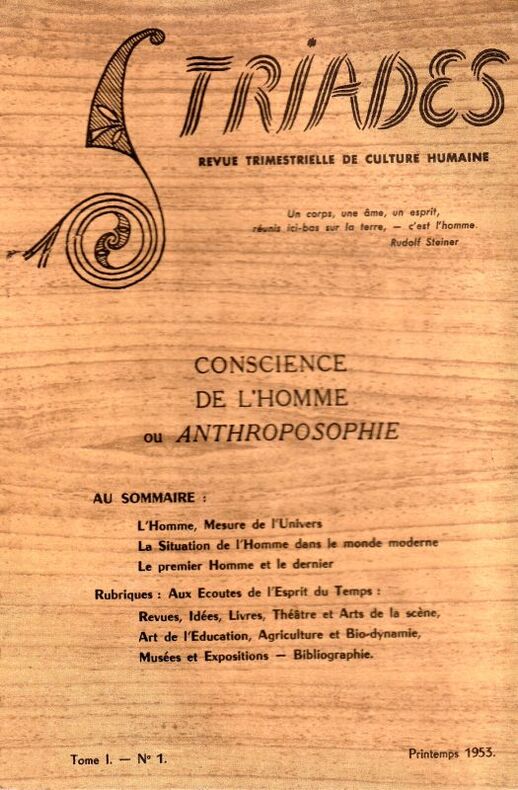 TRIADES
REVUE TRIMESTRIELLE DE CULTURE HUMAINE
Un corps, une âme, un esprit,
réunis ici-bas sur la terre, — c'est l'homme.
Rudolf Steiner
CONSCIENCE
DE L'HOMME
ou ANTHROPOSOPHIE
AU SOMMAIRE :
L'Homme, Mesure de l'Univers
La Situation de l'Homme dans le monde moderne
Le premier Homme et le dernier
Rubriques : Aux Ecoutes de l'Esprit du Temps :
Revues, Idées, Livres, Théâtre et Arts de la scène,
Art de l'Education, Agriculture et Bio-dynamie,
Musées et Expositions — Bibliographie.
Tome I. — N° 1.
Printemps 1953.